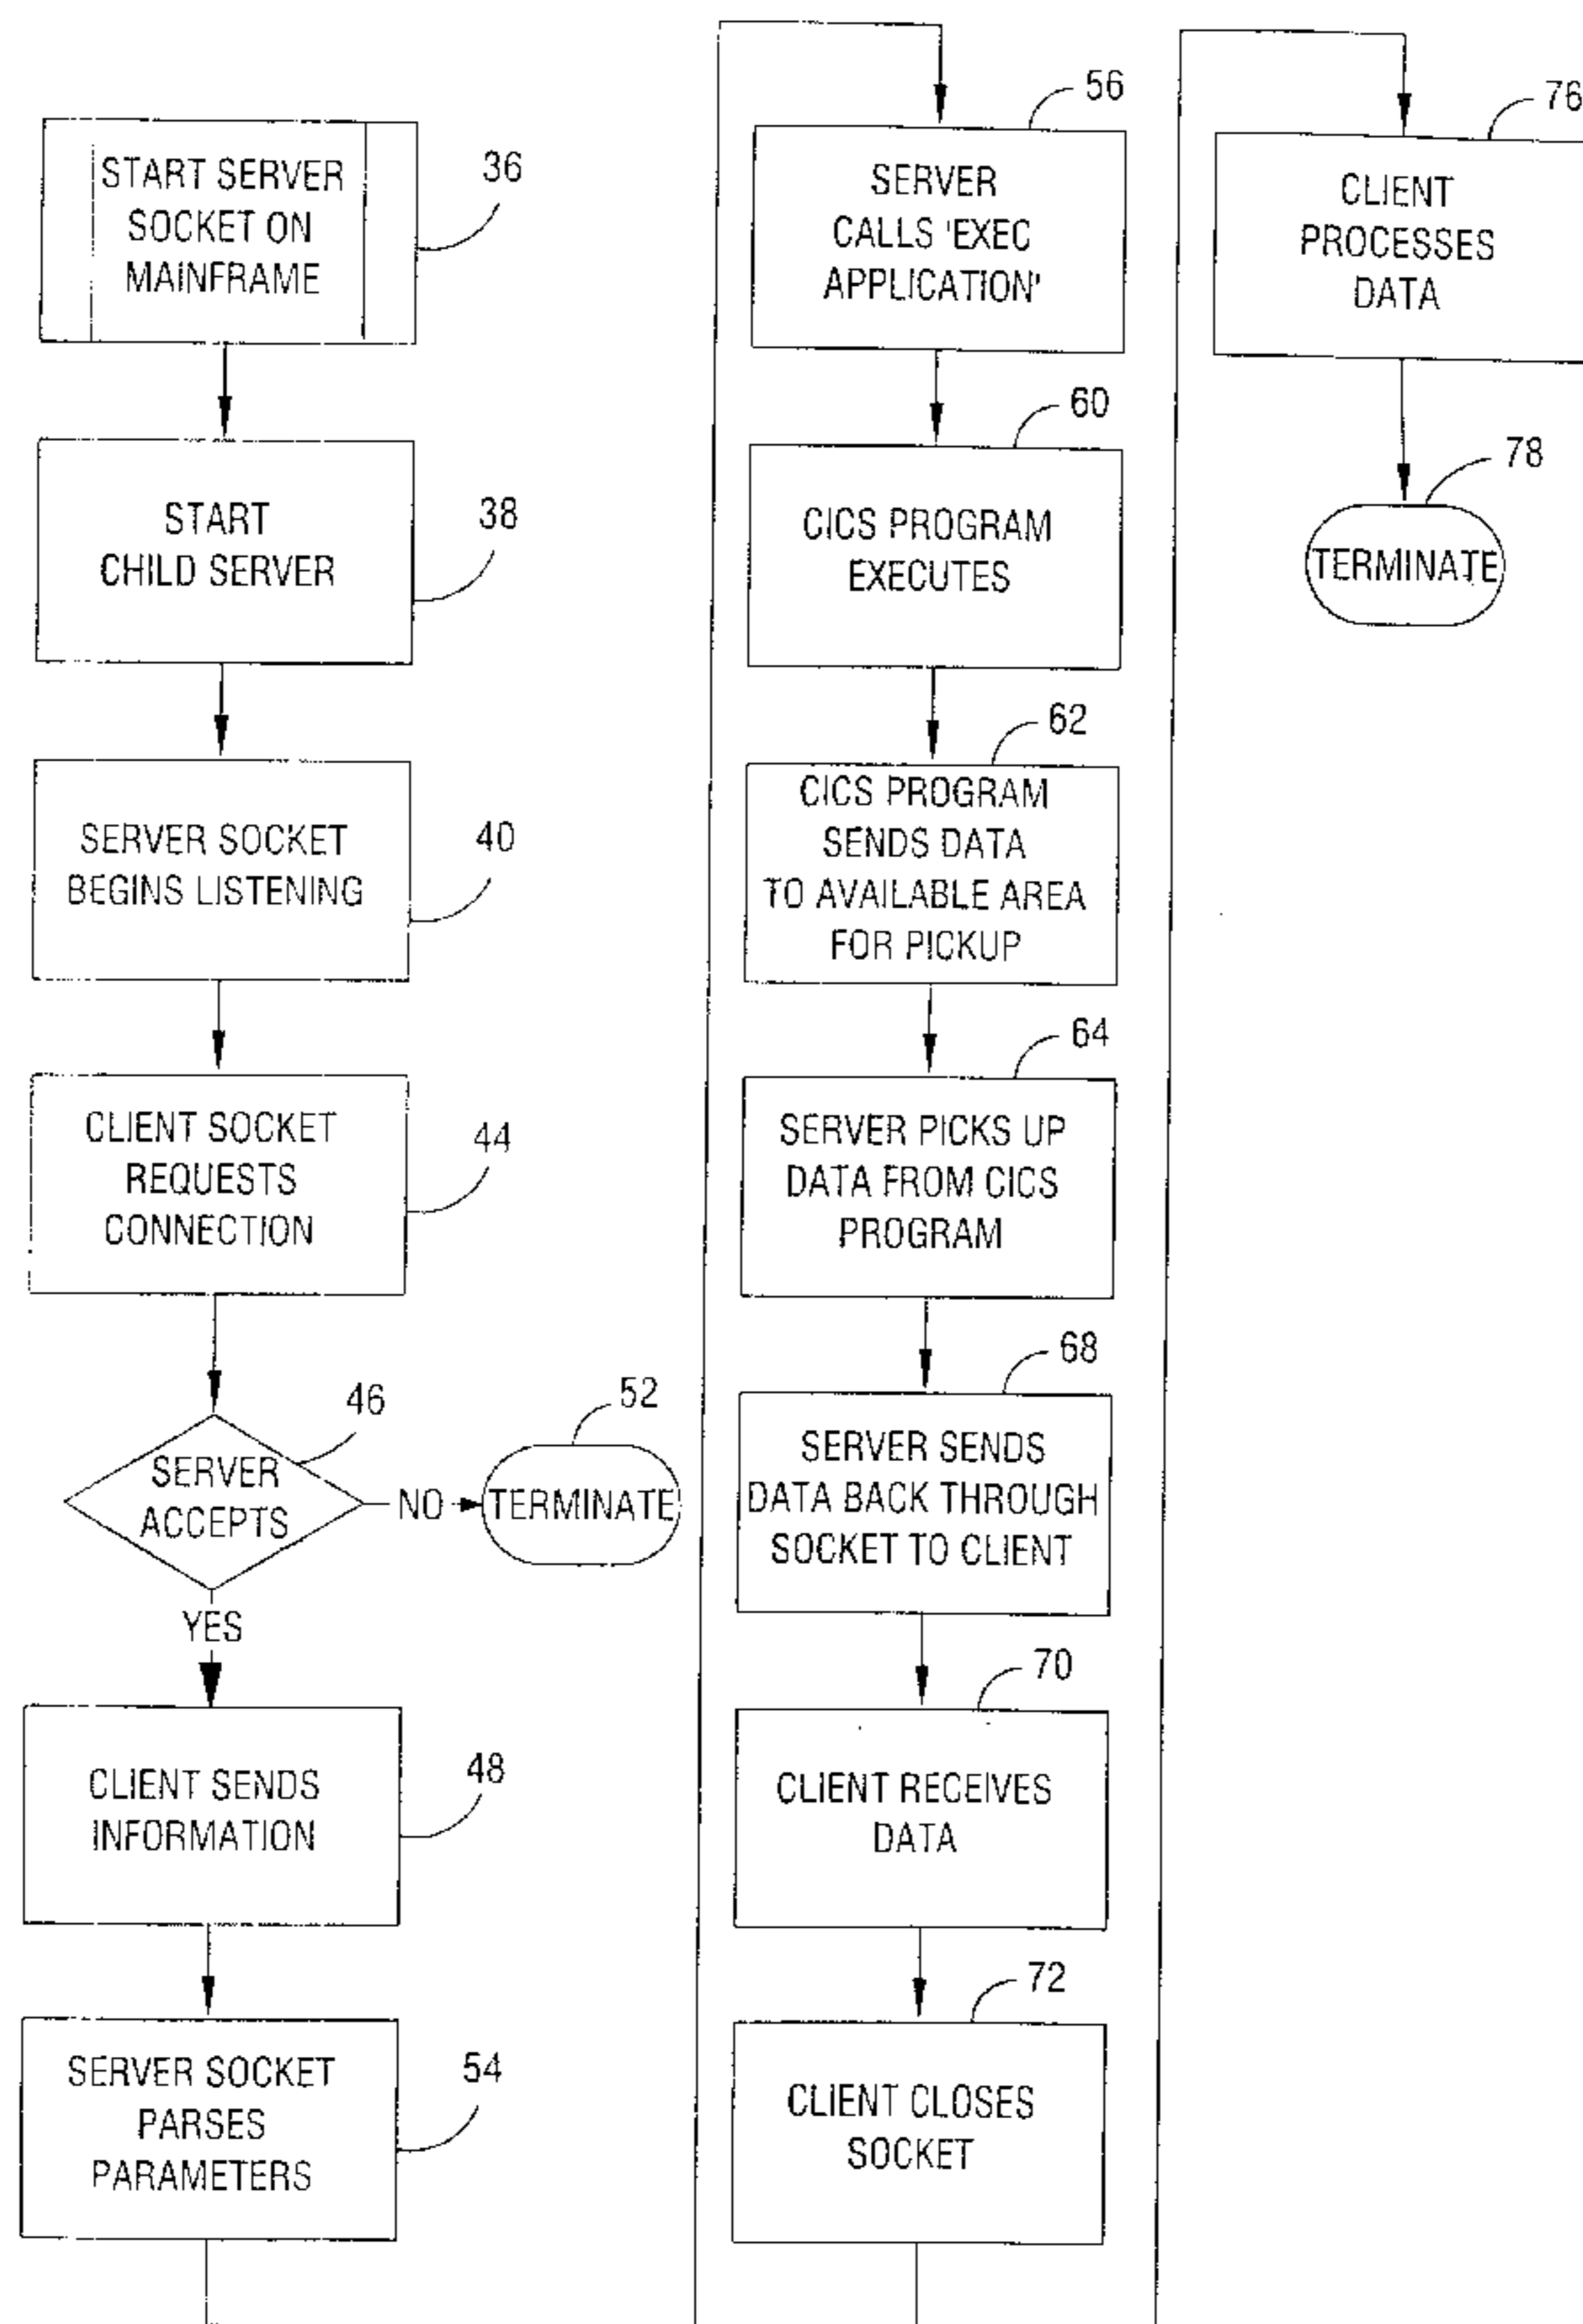 START SERVER
SOCKET ON
MAINFRAME
36
START
CHILD SERVER
38
SERVER SOCKET
BEGINS LISTENING
40
CLIENT SOCKET
REQUESTS
CONNECTION
44
SERVER
ACCEPTS
46
NO
TERMINATE
52
YES
CLIENT SENDS
INFORMATION
48
SERVER SOCKET
PARSES
PARAMETERS
54
56
SERVER
CALLS 'EXEC
APPLICATION'
60
CICS PROGRAM
EXECUTES
62
CICS PROGRAM
SENDS DATA
TO AVAILABLE AREA
FOR PICKUP
64
SERVER PICKS UP
DATA FROM CICS
PROGRAM
68
SERVER SENDS
DATA BACK THROUGH
SOCKET TO CLIENT
70
CLIENT RECEIVES
DATA
72
CLIENT CLOSES
SOCKET
76
CLIENT
PROCESSES
DATA
78
TERMINATE